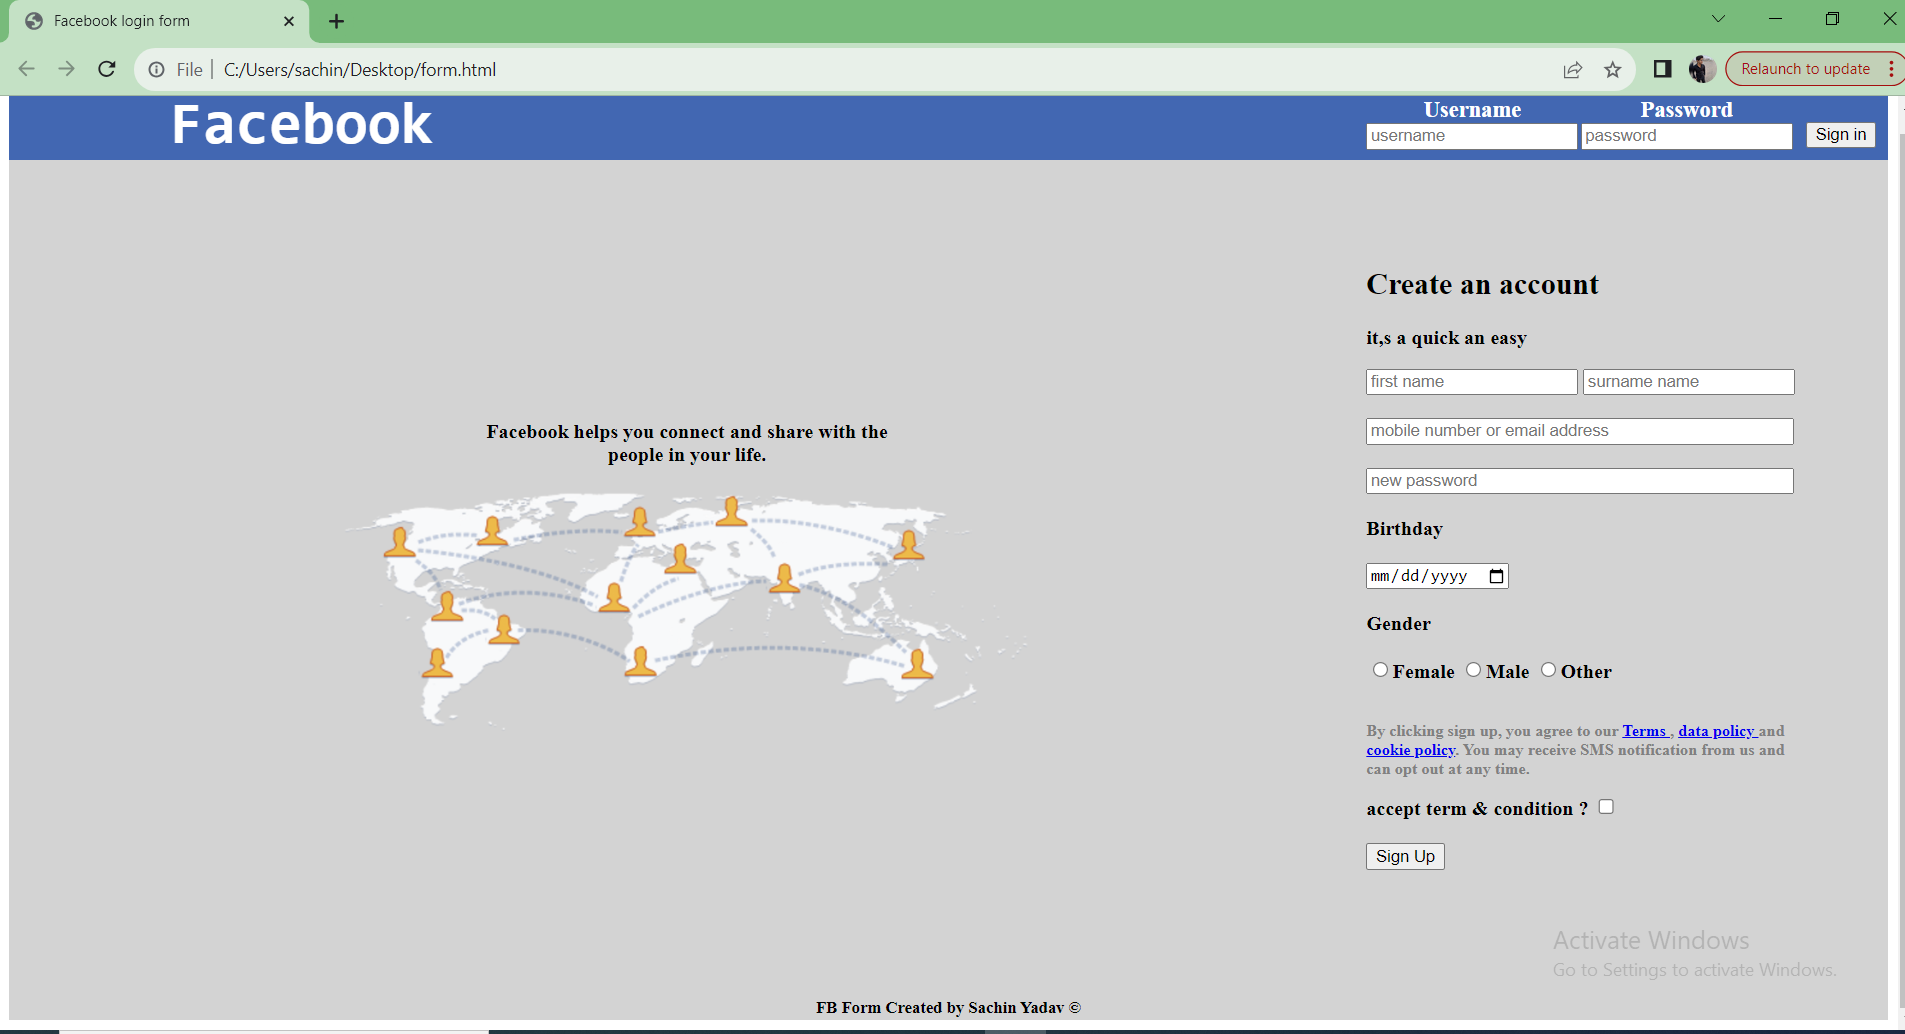 Facebook login form
File
C:/Users/sachin/Desktop/form.html
Relaunch to update
Facebook
Username Password
username password Sign in
Create an account
it,s a quick an easy
first name surname name
mobile number or email address
new password
Birthday
mm/dd/yyyy
Gender
Female Male Other
By clicking sign up, you agree to our Terms , data policy and
cookie policy. You may receive SMS notification from us and
can opt out at any time.
accept term & condition ?
Sign Up
Facebook helps you connect and share with the
people in your life.
Activate Windows
Go to Settings to activate Windows.
FB Form Created by Sachin Yadav ©